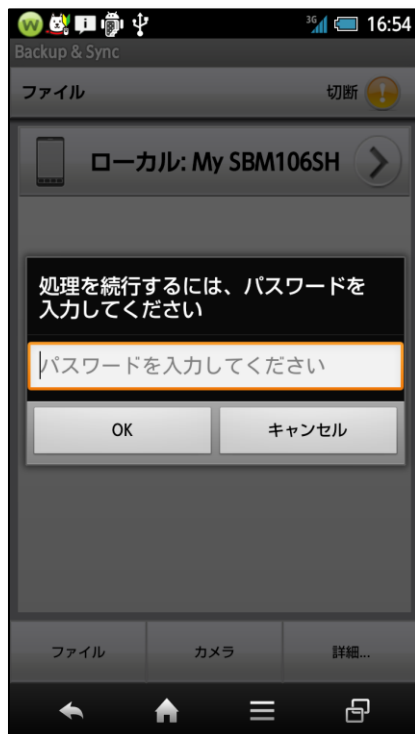 3G 16:54
Backup & Sync
ファイル 切断
ローカル: My SBM106SH
処理を続行するには、パスワードを
入力してください
パスワードを入力してください
OK キャンセル
ファイル カメラ 詳細...